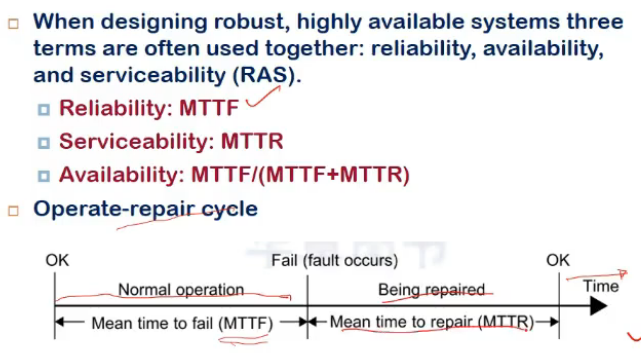 When designing robust, highly available systems three
terms are often used together: reliability, availability,
and serviceability (RAS).
Reliability: MTTF
Serviceability: MTTR
Availability: MTTF/(MTTF+MTTR)
Operate-repair cycle
OK
Fail (fault occurs)
OK
Normal operation
Being repaired
Time
Mean time to fail (MTTF)
Mean time to repair (MTTR)